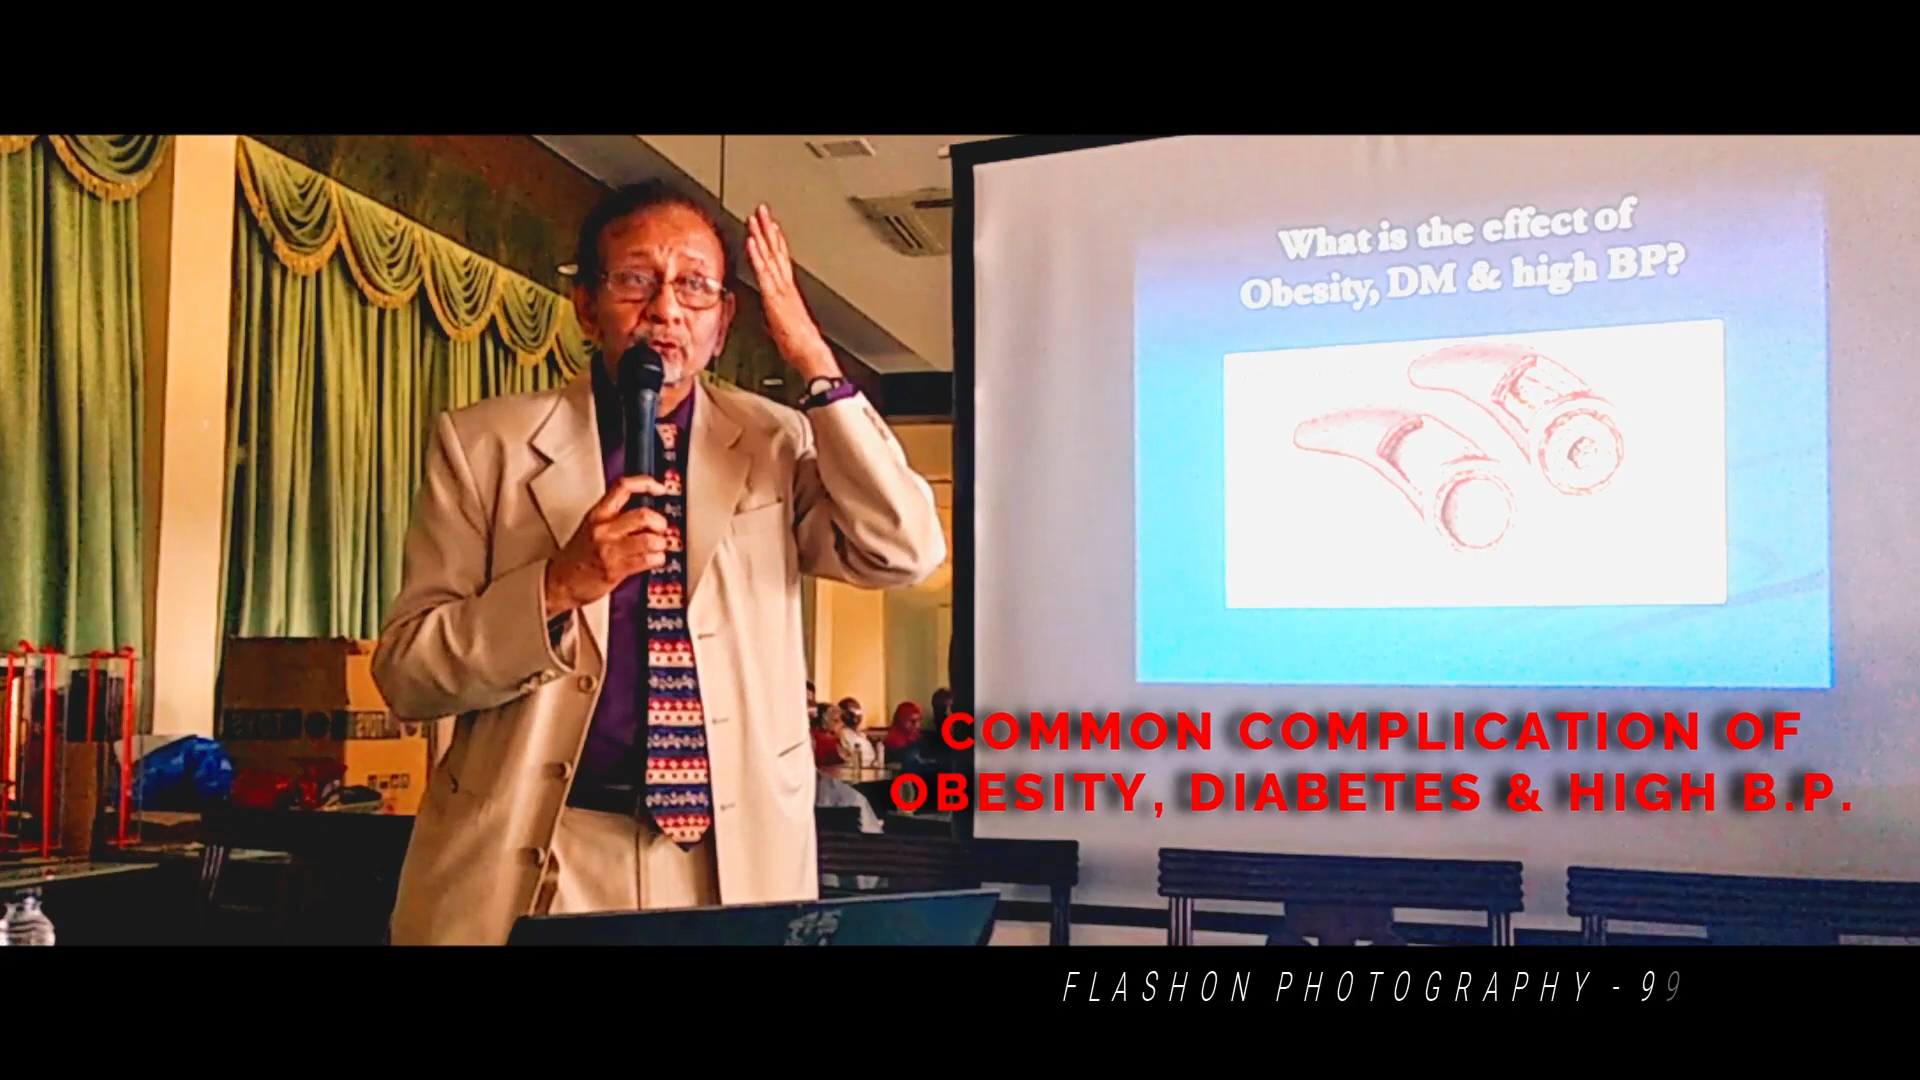 What is the effect of
Obesity, DM & high BP?
COMMON COMPLICATION OF
OBESITY, DIABETES & HIGH B.P.
FLASHON PHOTOGRAPHY - 99